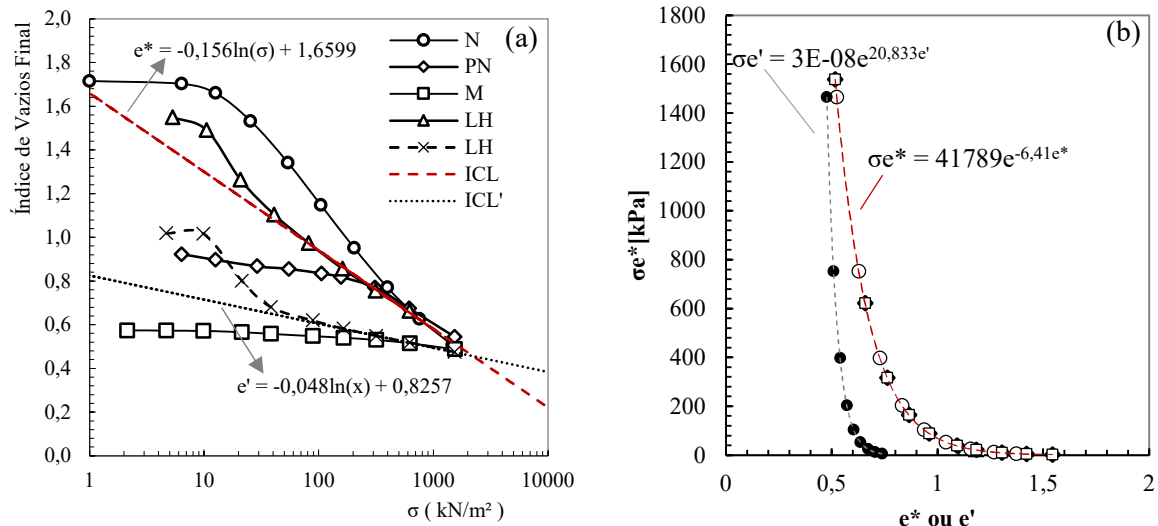 (a)
e* = -0,156ln(σ) + 1,6599
N
PN
M
LH
LH
ICL
ICL'
e' = -0,048ln(x) + 0,8257
Índice de Vazios Final
2,0
1,8
1,6
1,4
1,2
1,0
0,8
0,6
0,4
0,2
0,0
1 10 100 1000 10000
σ ( kN/m² )
(b)
σe' = 3E-08e^20,833e'
σe* = 41789e^-6,41e*
σe*[kPa]
1800
1600
1400
1200
1000
800
600
400
200
0
0 0,5 1 1,5 2
e* ou e'